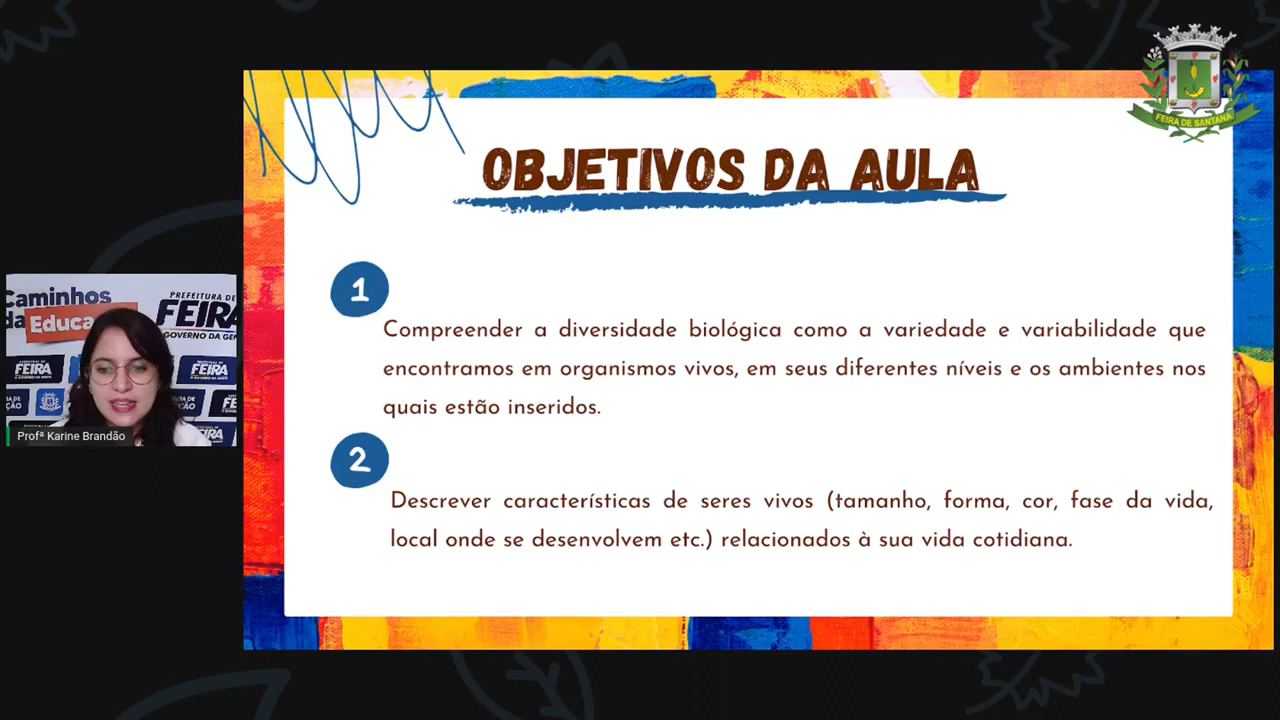 FEIRA DE SANTANA
OBJETIVOS DA AULA
1
Compreender a diversidade biológica como a variedade e variabilidade que
encontramos em organismos vivos, em seus diferentes níveis e os ambientes nos
quais estão inseridos.
2
Descrever características de seres vivos (tamanho, forma, cor, fase da vida,
local onde se desenvolvem etc.) relacionados à sua vida cotidiana.
Caminhos
da Educa
PREFEITURA DE
FEIRA
GOVERNO DA GEN
FEIRA
FEIRA
Profª Karine Brandão